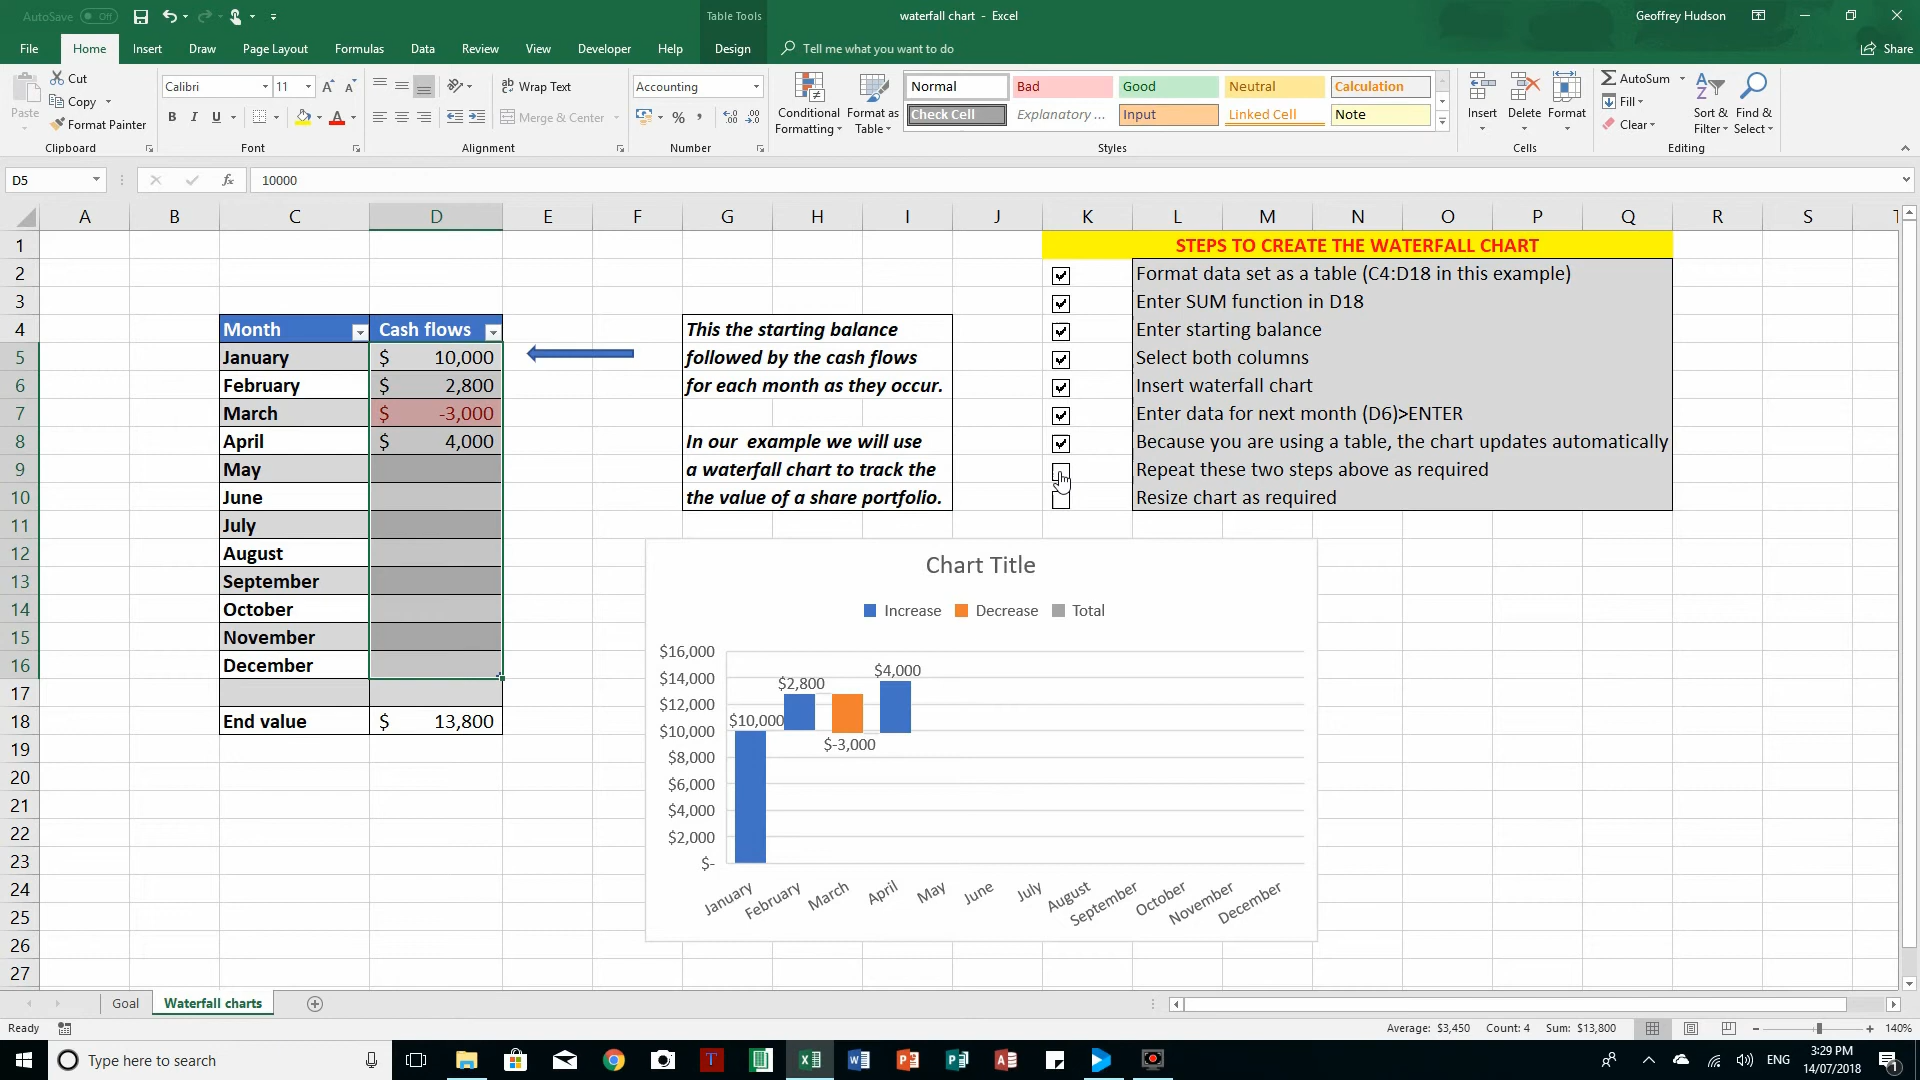 AutoSave Off
Table Tools
waterfall chart - Excel
Geoffrey Hudson
File Home Insert Draw Page Layout Formulas Data Review View Developer Help Design Tell me what you want to do Share
Paste
Cut
Copy
Format Painter
Clipboard
Calibri 11
B I U
Font
Wrap Text
Merge & Center
Alignment
Accounting
% ,
Number
Conditional Formatting
Format as Table
Normal Bad Good Neutral Calculation
Check Cell Explanatory ... Input Linked Cell Note
Styles
Insert Delete Format
Cells
AutoSum
Fill
Clear
Sort & Filter
Find & Select
Editing
D5
fx
10000
A B C D E F G H I J K L M N O P Q R S
1 STEPS TO CREATE THE WATERFALL CHART
2 Format data set as a table (C4:D18 in this example)
3 Enter SUM function in D18
4 Month Cash flows This the starting balance Enter starting balance
5 January $ 10,000 followed by the cash flows Select both columns
6 February $ 2,800 for each month as they occur. Insert waterfall chart
7 March $ -3,000 Enter data for next month (D6)>ENTER
8 April $ 4,000 In our example we will use Because you are using a table, the chart updates automatically
9 May a waterfall chart to track the Repeat these two steps above as required
10 June the value of a share portfolio. Resize chart as required
11 July
12 August
13 September
14 October
15 November
16 December
17
18 End value $ 13,800
19
20
21
22
23
24
25
26
27
Chart Title
Increase Decrease Total
$16,000
$14,000
$12,000
$10,000
$8,000
$6,000
$4,000
$2,000
$-
$10,000
$2,800
$-3,000
$4,000
January February March April May June July August September October November December
Goal Waterfall charts
Ready
Average: $3,450 Count: 4 Sum: $13,800
140%
Type here to search
ENG
3:29 PM
14/07/2018
1